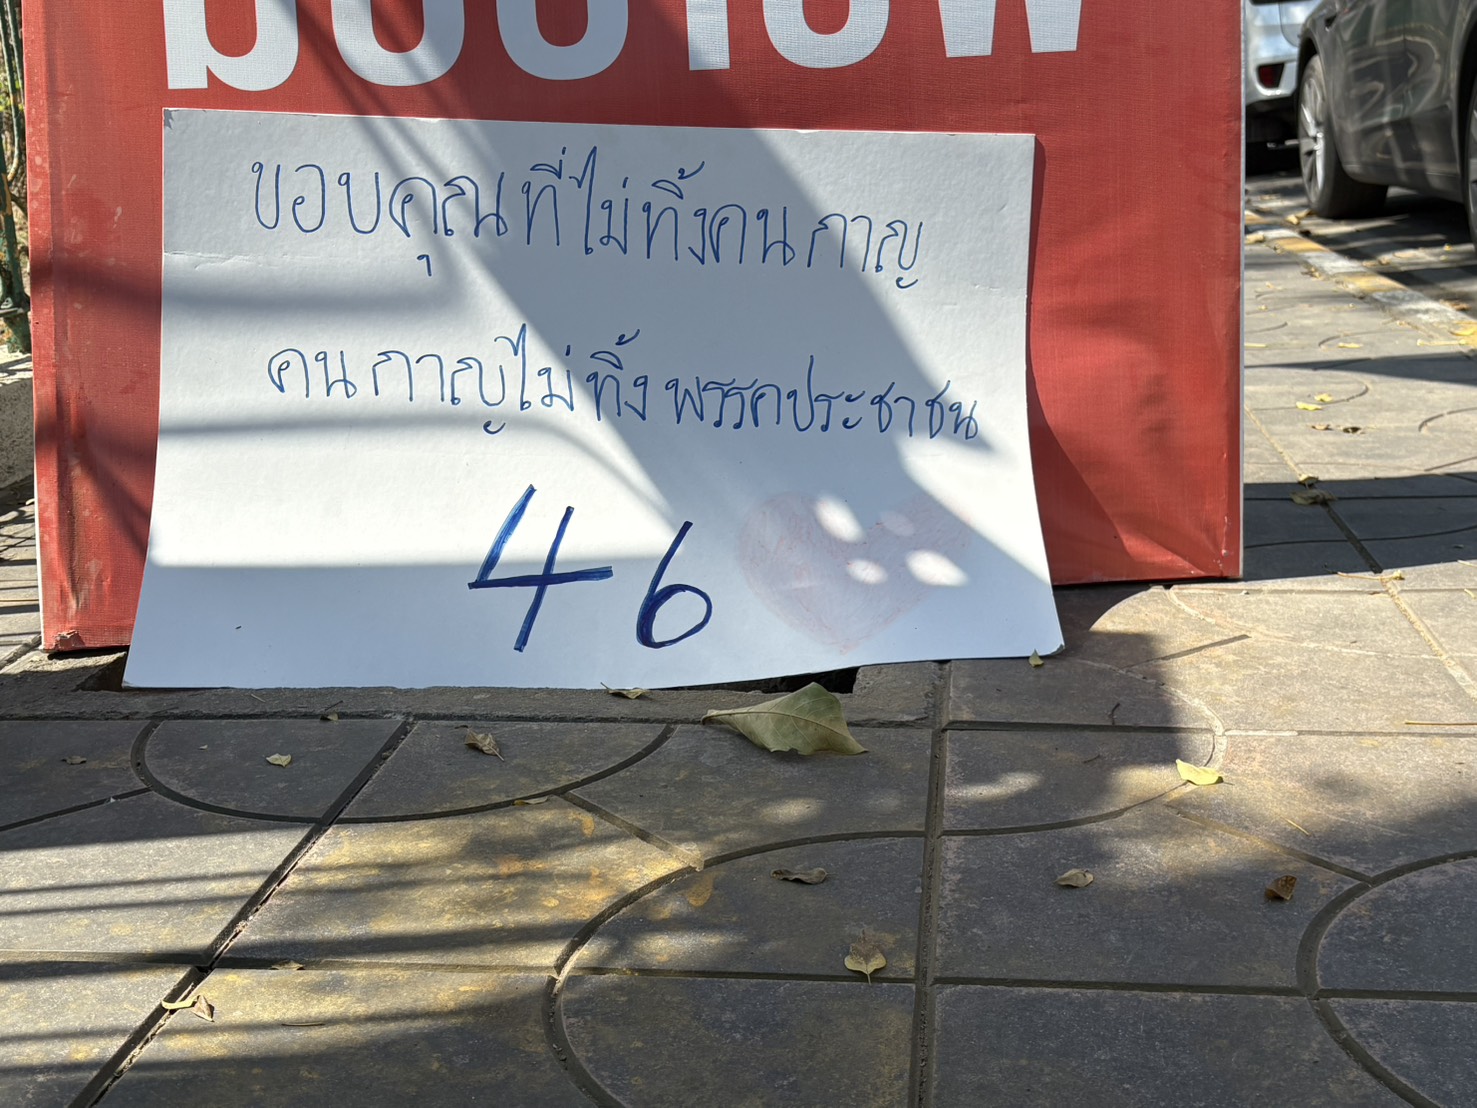 ขอบคุณที่ไม่ทิ้งคนกาญ
คนกาญไม่ทิ้งพรรคประชาชน
46